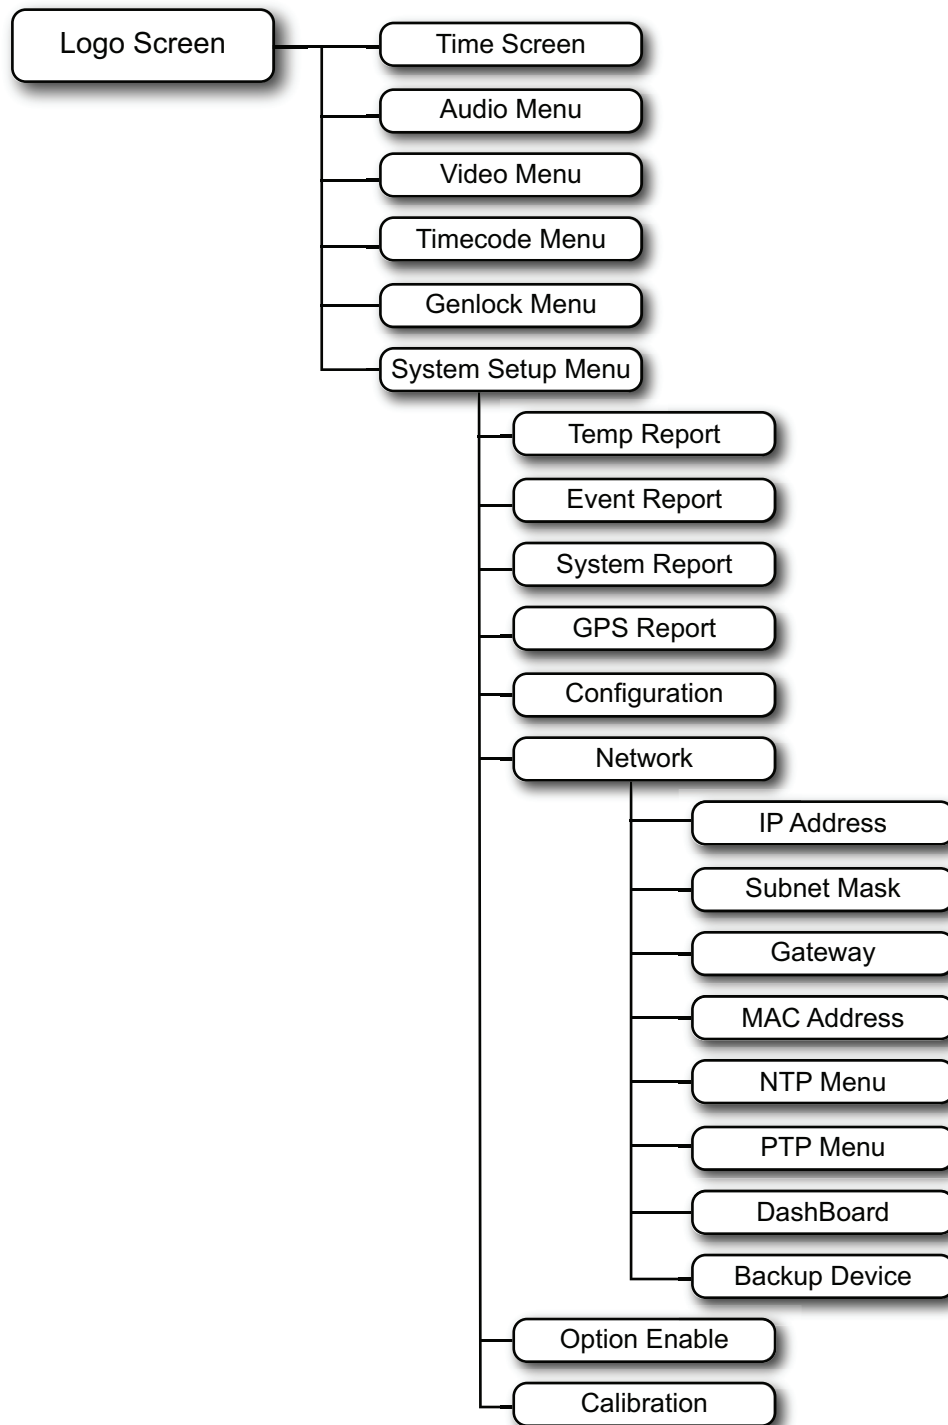 Logo Screen
Time Screen
Audio Menu
Video Menu
Timecode Menu
Genlock Menu
System Setup Menu
Temp Report
Event Report
System Report
GPS Report
Configuration
Network
IP Address
Subnet Mask
Gateway
MAC Address
NTP Menu
PTP Menu
DashBoard
Backup Device
Option Enable
Calibration